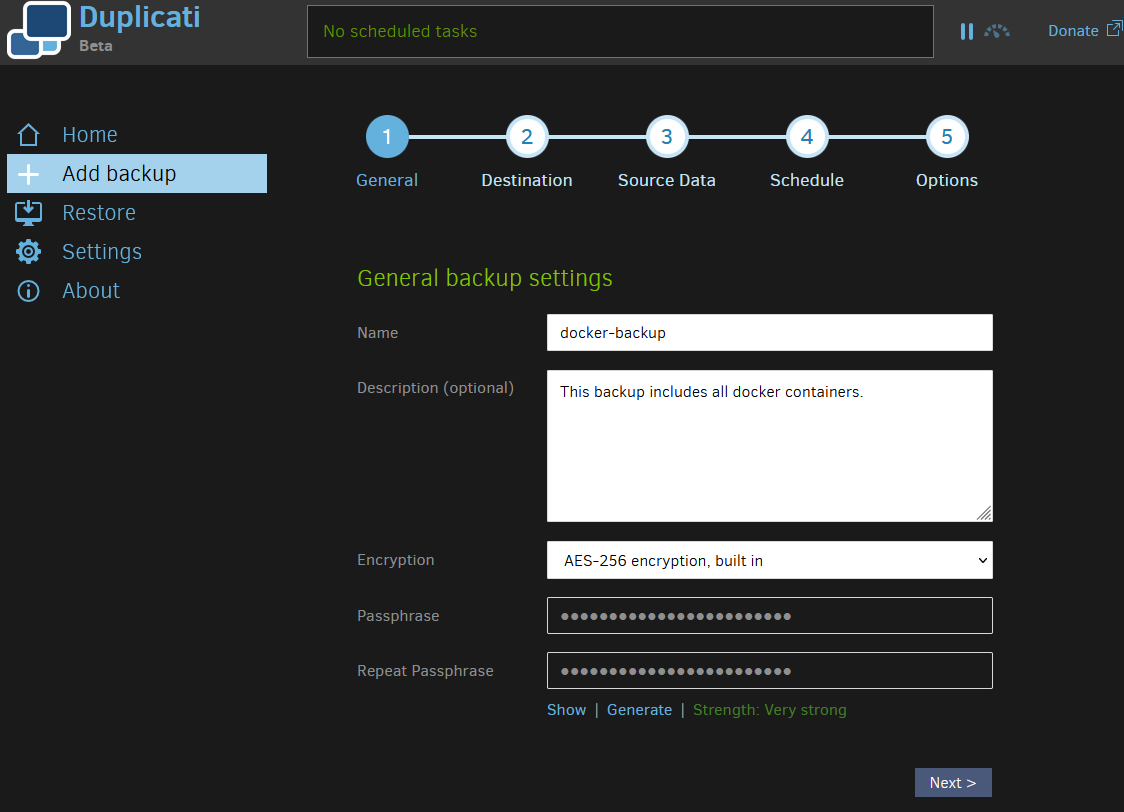 Duplicati
Beta
No scheduled tasks
Donate
Home
Add backup
Restore
Settings
About
1 2 3 4 5
General Destination Source Data Schedule Options
General backup settings
Name docker-backup
Description (optional) This backup includes all docker containers.
Encryption AES-256 encryption, built in
Passphrase ●●●●●●●●●●●●●●●●●●●●●●●●
Repeat Passphrase ●●●●●●●●●●●●●●●●●●●●●●●●
Show | Generate | Strength: Very strong
Next >